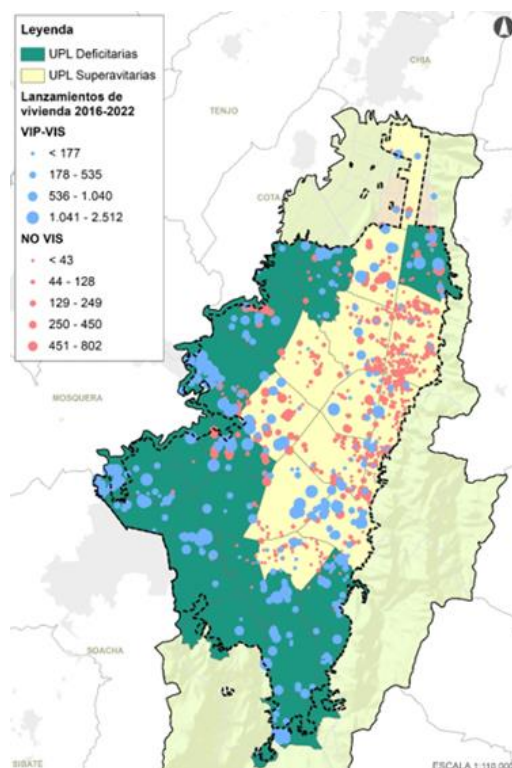 Leyenda
UPL Deficitarias
UPL Superavitarias
Lanzamientos de
vivienda 2016-2022
VIP-VIS
< 177
178 - 535
536 - 1.040
1.041 - 2.512
NO VIS
< 43
44 - 128
129 - 249
250 - 450
451 - 802
CHIA
TENJO
COTA
MOSQUERA
SOACHA
SIBATÉ
ESCALA 1:110.000